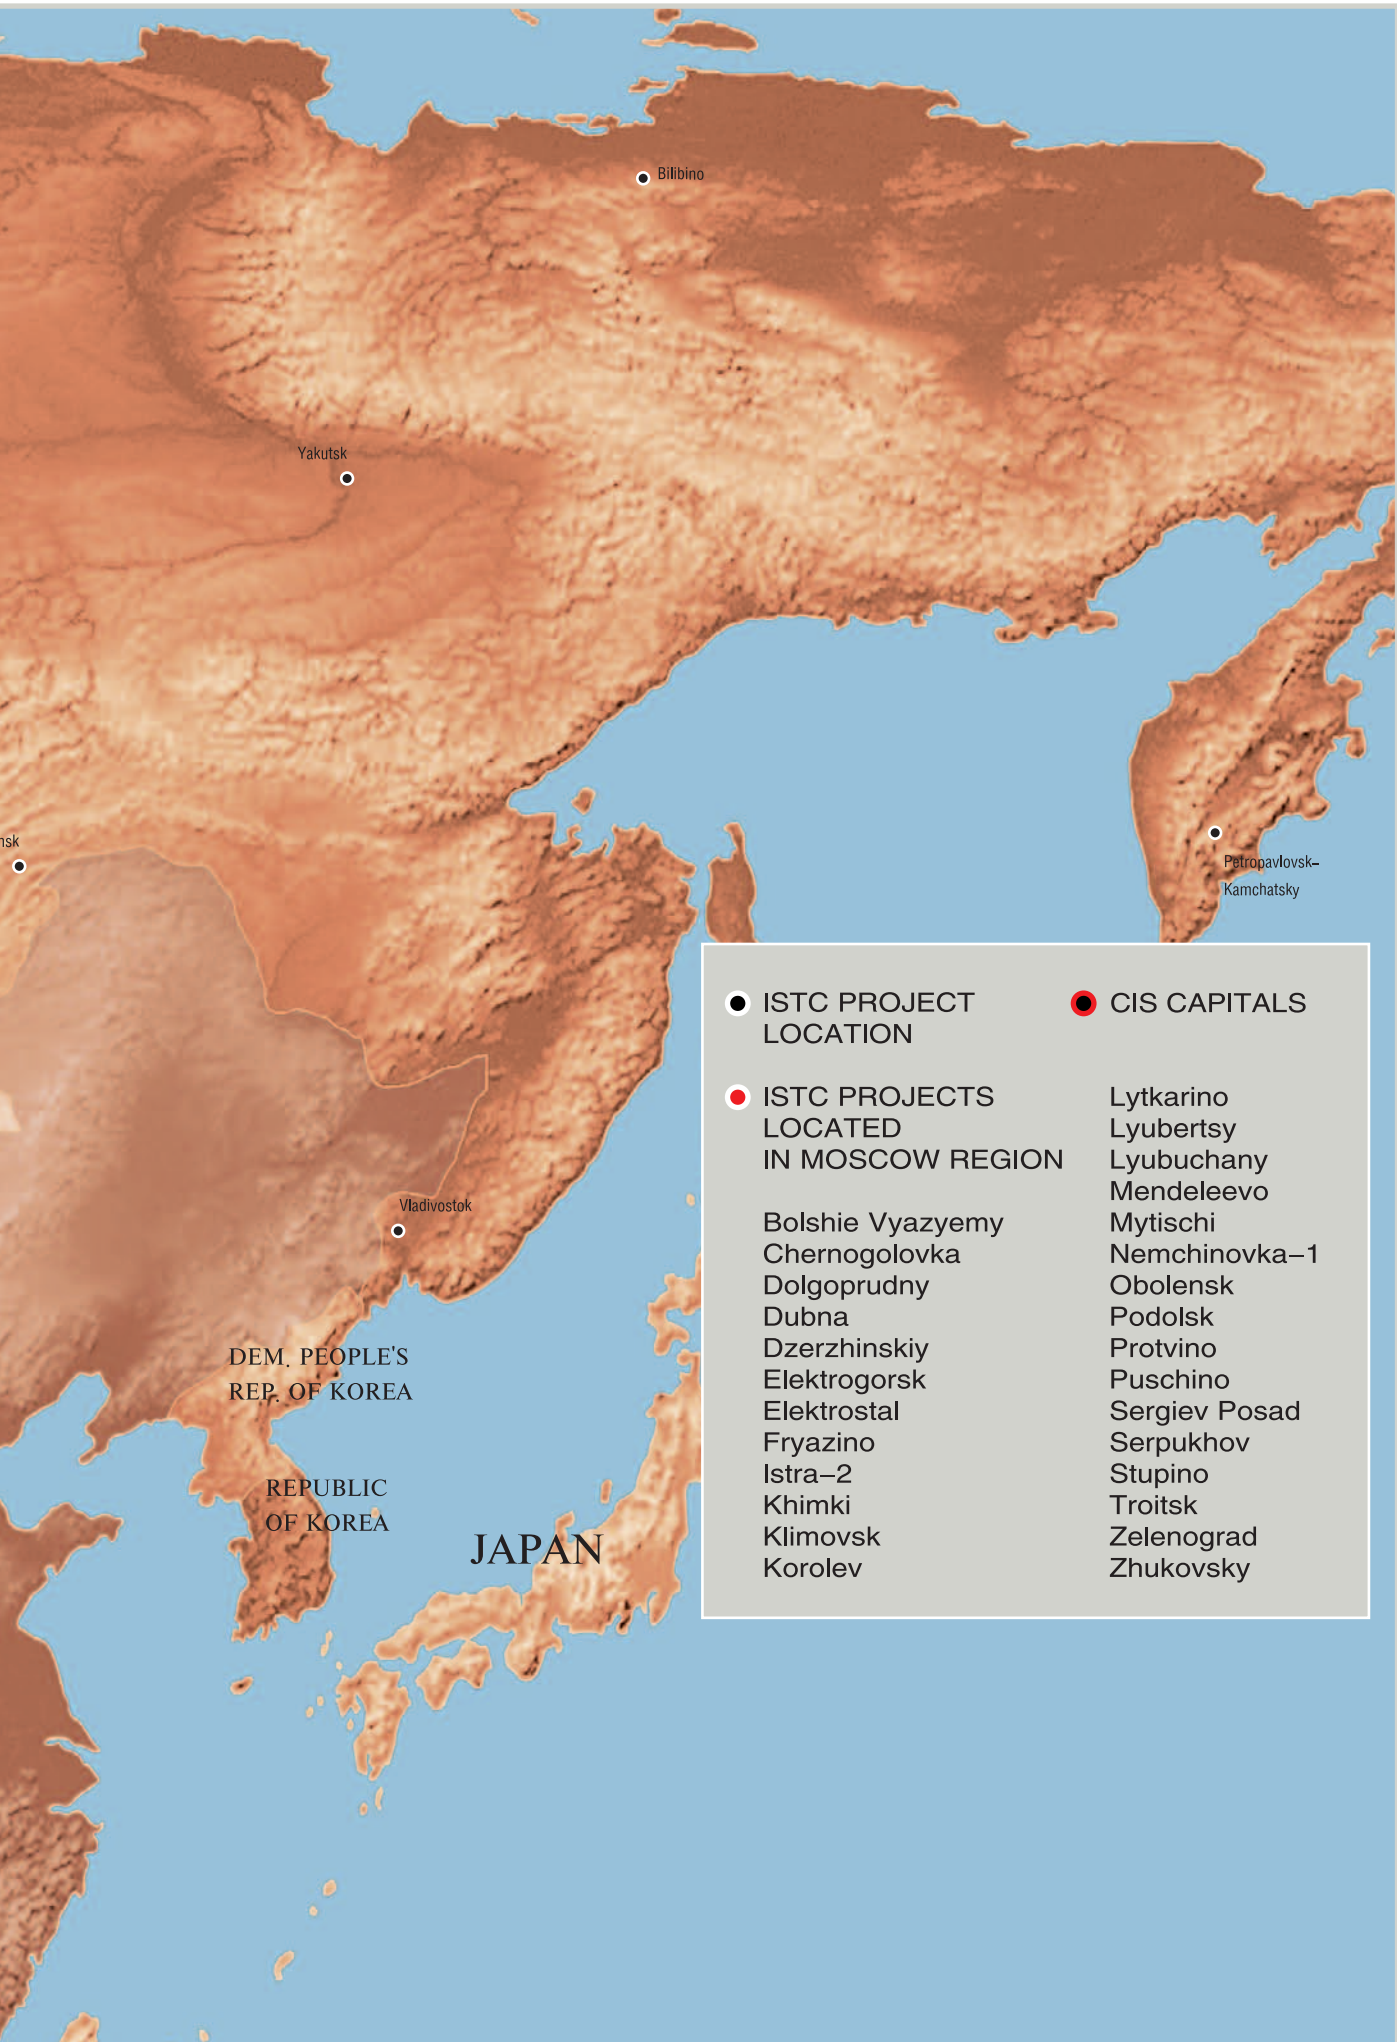 Bilibino
Yakutsk
nsk
Petropavlovsk–
Kamchatsky
Vladivostok
DEM. PEOPLE'S
REP. OF KOREA
REPUBLIC
OF KOREA
JAPAN
ISTC PROJECT
LOCATION
CIS CAPITALS
ISTC PROJECTS
LOCATED
IN MOSCOW REGION
Bolshie Vyazyemy
Chernogolovka
Dolgoprudny
Dubna
Dzerzhinskiy
Elektrogorsk
Elektrostal
Fryazino
Istra–2
Khimki
Klimovsk
Korolev
Lytkarino
Lyubertsy
Lyubuchany
Mendeleevo
Mytischi
Nemchinovka–1
Obolensk
Podolsk
Protvino
Puschino
Sergiev Posad
Serpukhov
Stupino
Troitsk
Zelenograd
Zhukovsky